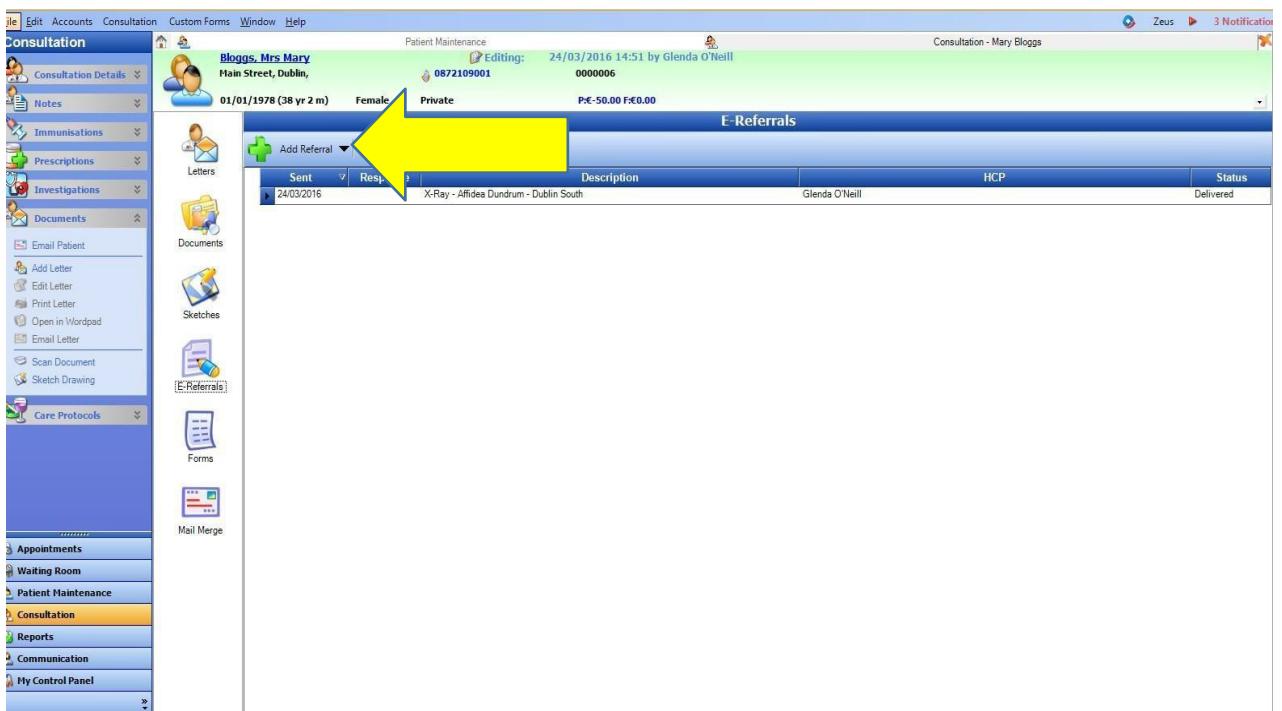 ile Edit Accounts Consultation Custom Forms Window Help Zeus 3 Notification
Consultation
Patient Maintenance Consultation - Mary Bloggs
Bloggs, Mrs Mary Editing: 24/03/2016 14:51 by Glenda O'Neill
Main Street, Dublin, 0872109001 0000006
01/01/1978 (38 yr 2 m) Female Private P:€-50.00 F:€0.00
Consultation Details
Notes
Immunisations
Prescriptions
Investigations
Documents
Email Patient
Add Letter
Edit Letter
Print Letter
Open in Wordpad
Email Letter
Scan Document
Sketch Drawing
Care Protocols
Appointments
Waiting Room
Patient Maintenance
Consultation
Reports
Communication
My Control Panel
Letters
Documents
Sketches
E-Referrals
Forms
Mail Merge
E-Referrals
Add Referral
Sent Description HCP Status
24/03/2016 X-Ray - Affidea Dundrum - Dublin South Glenda O'Neill Delivered